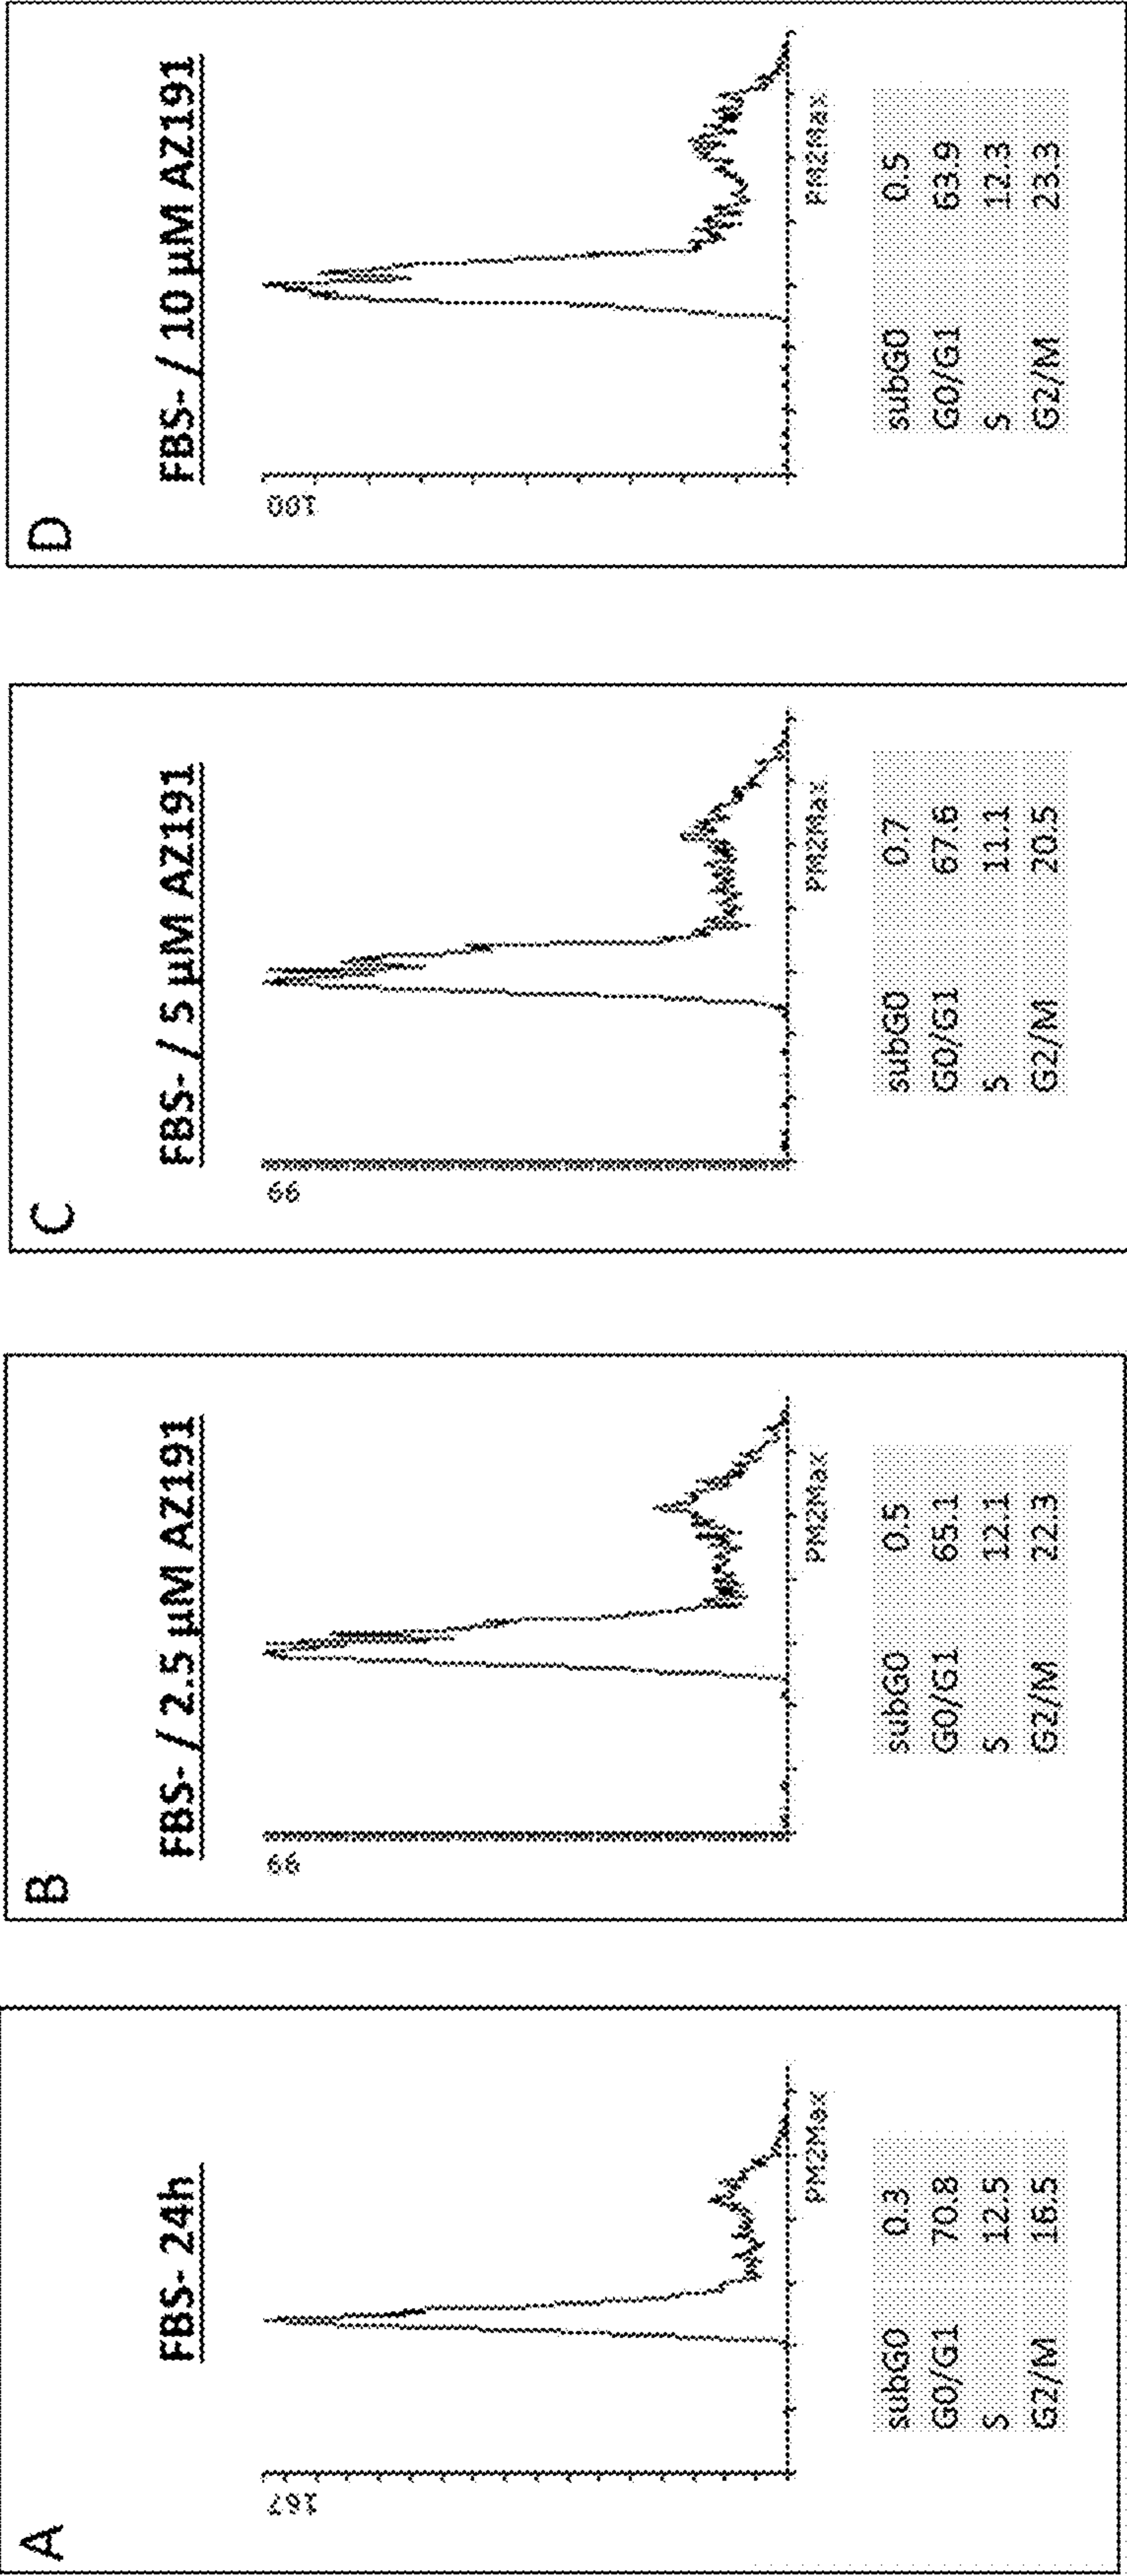 A
FBS- 24h
167
PM2Max
subG0 0.3
G0/G1 70.8
S 12.5
G2/M 16.5
B
FBS- / 2.5 µM AZ191
PM2Max
subG0 0.5
G0/G1 65.1
S 12.1
G2/M 22.3
C
FBS- / 5 µM AZ191
PM2Max
subG0 0.7
G0/G1 67.6
S 11.1
G2/M 20.5
D
FBS- / 10 µM AZ191
100
PM2Max
subG0 0.5
G0/G1 63.9
S 12.3
G2/M 23.3